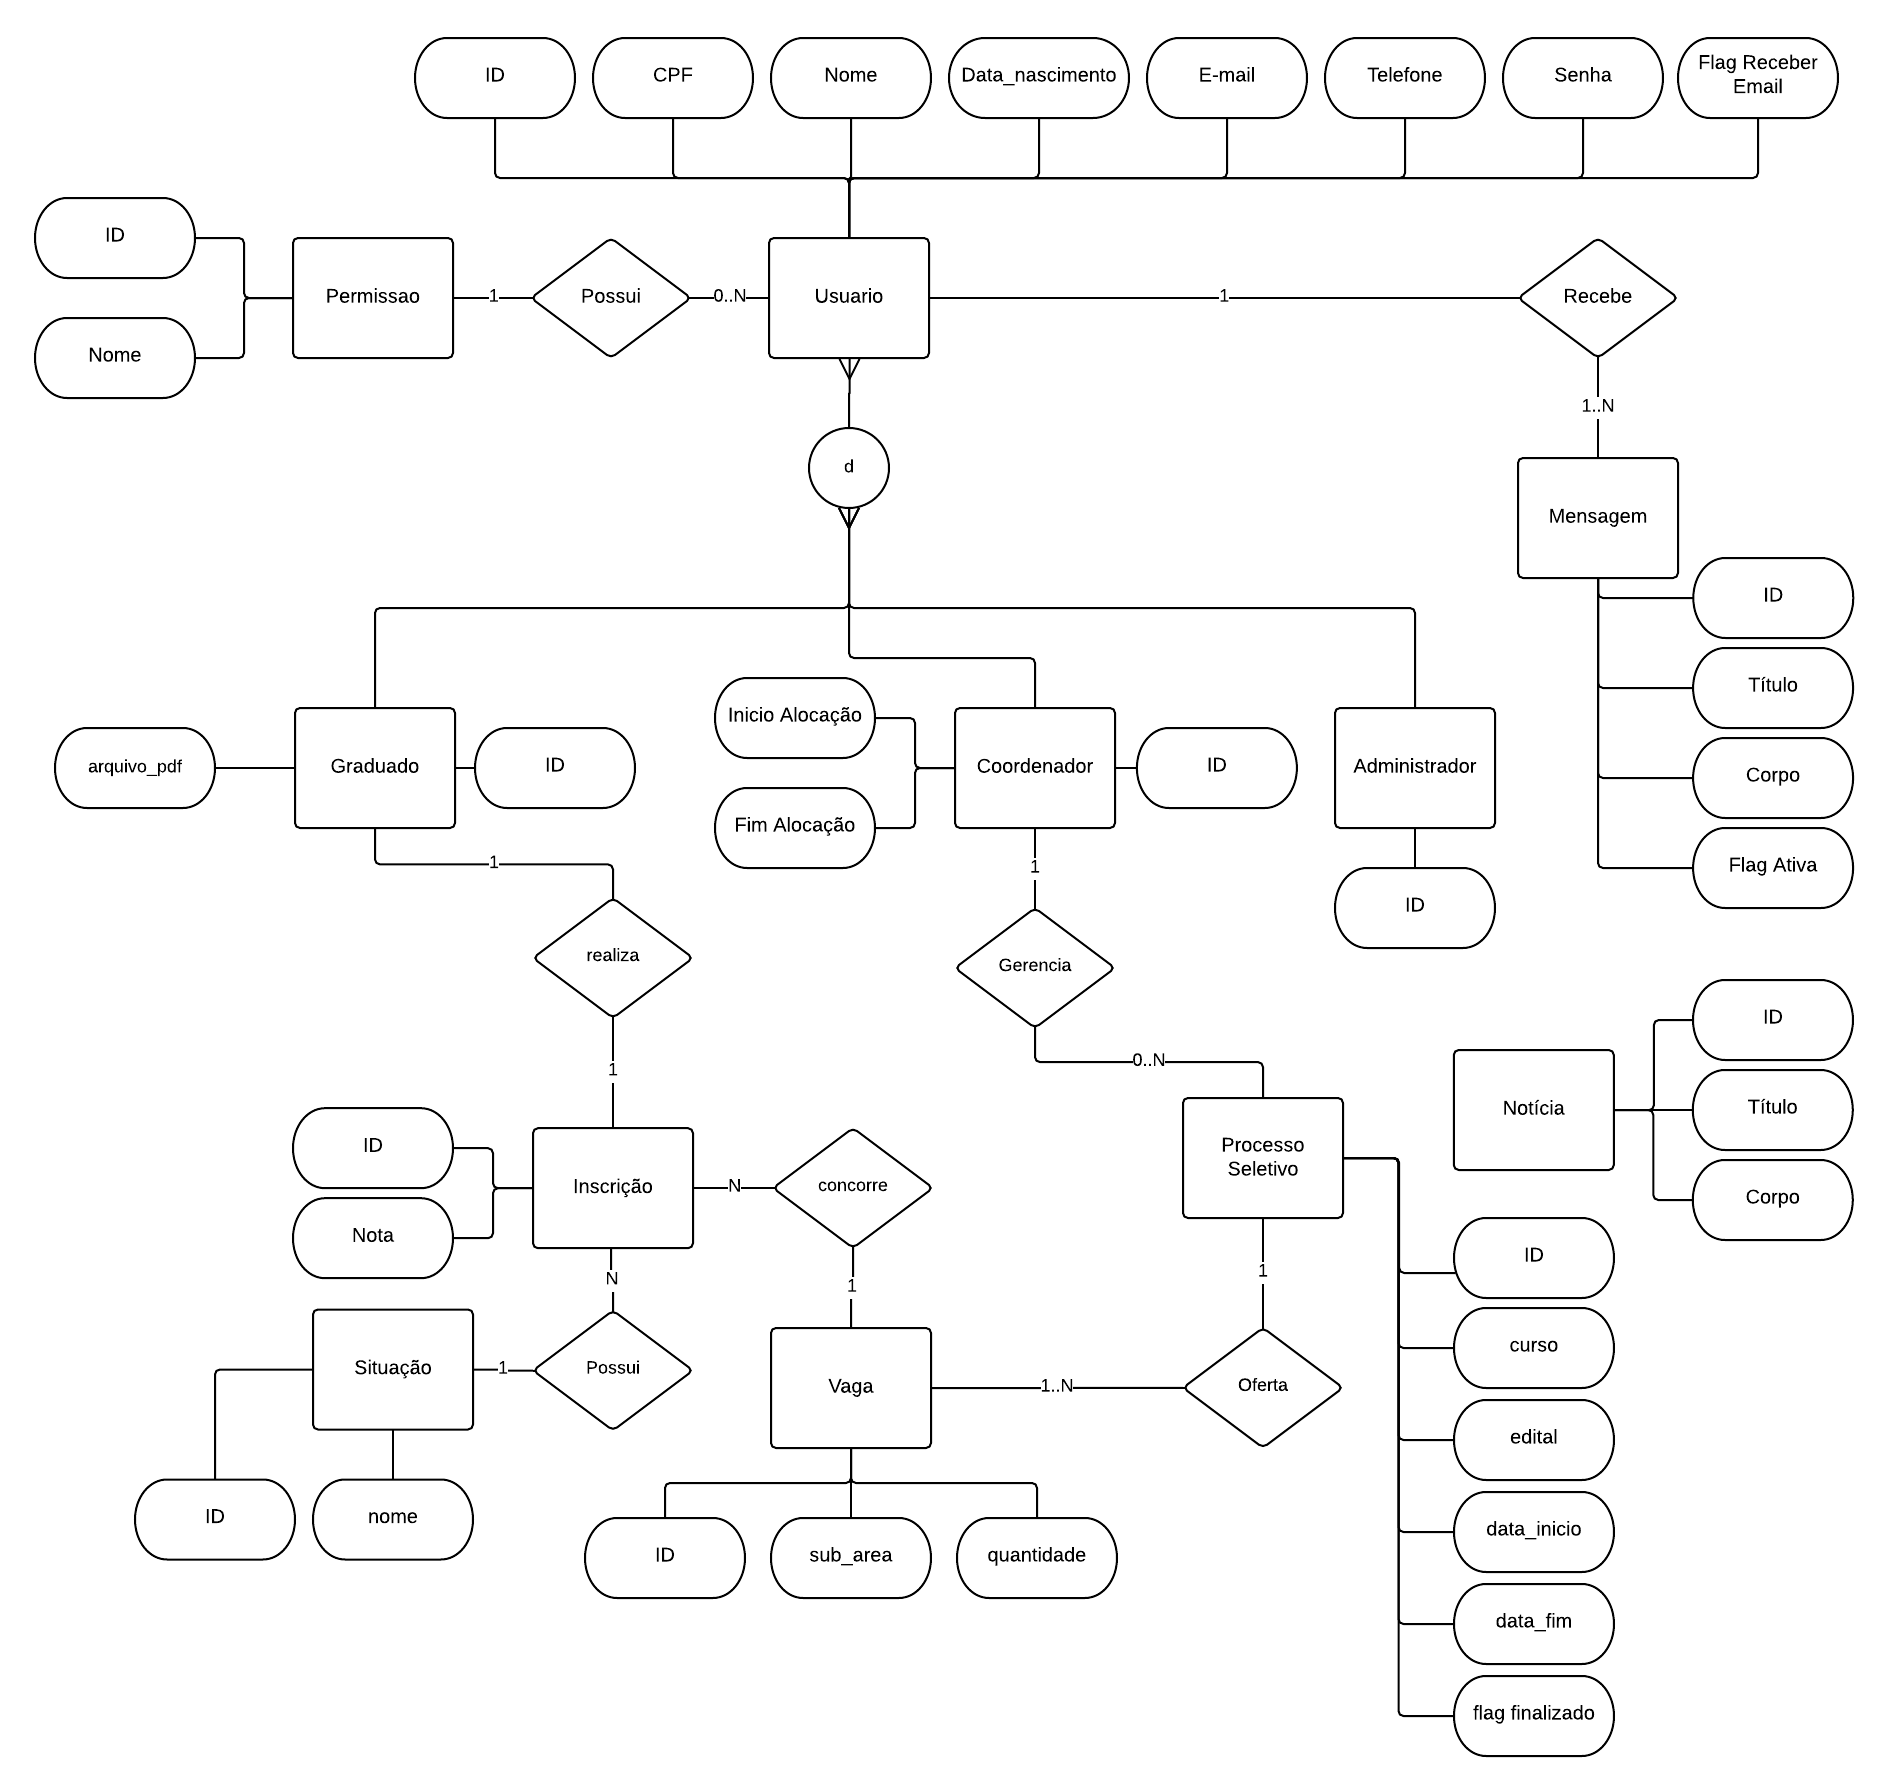 ID
CPF
Nome
Data_nascimento
E-mail
Telefone
Senha
Flag Receber
Email
ID
Nome
Permissao
1
Possui
0..N
Usuario
1
Recebe
1..N
d
Mensagem
ID
Título
Corpo
Flag Ativa
arquivo_pdf
Graduado
ID
Inicio Alocação
Fim Alocação
Coordenador
ID
Administrador
ID
1
realiza
1
1
Gerencia
0..N
ID
Nota
Inscrição
N
concorre
1
Processo
Seletivo
Notícia
ID
Título
Corpo
N
Situação
1
Possui
ID
nome
Vaga
1..N
Oferta
1
ID
sub_area
quantidade
ID
curso
edital
data_inicio
data_fim
flag finalizado